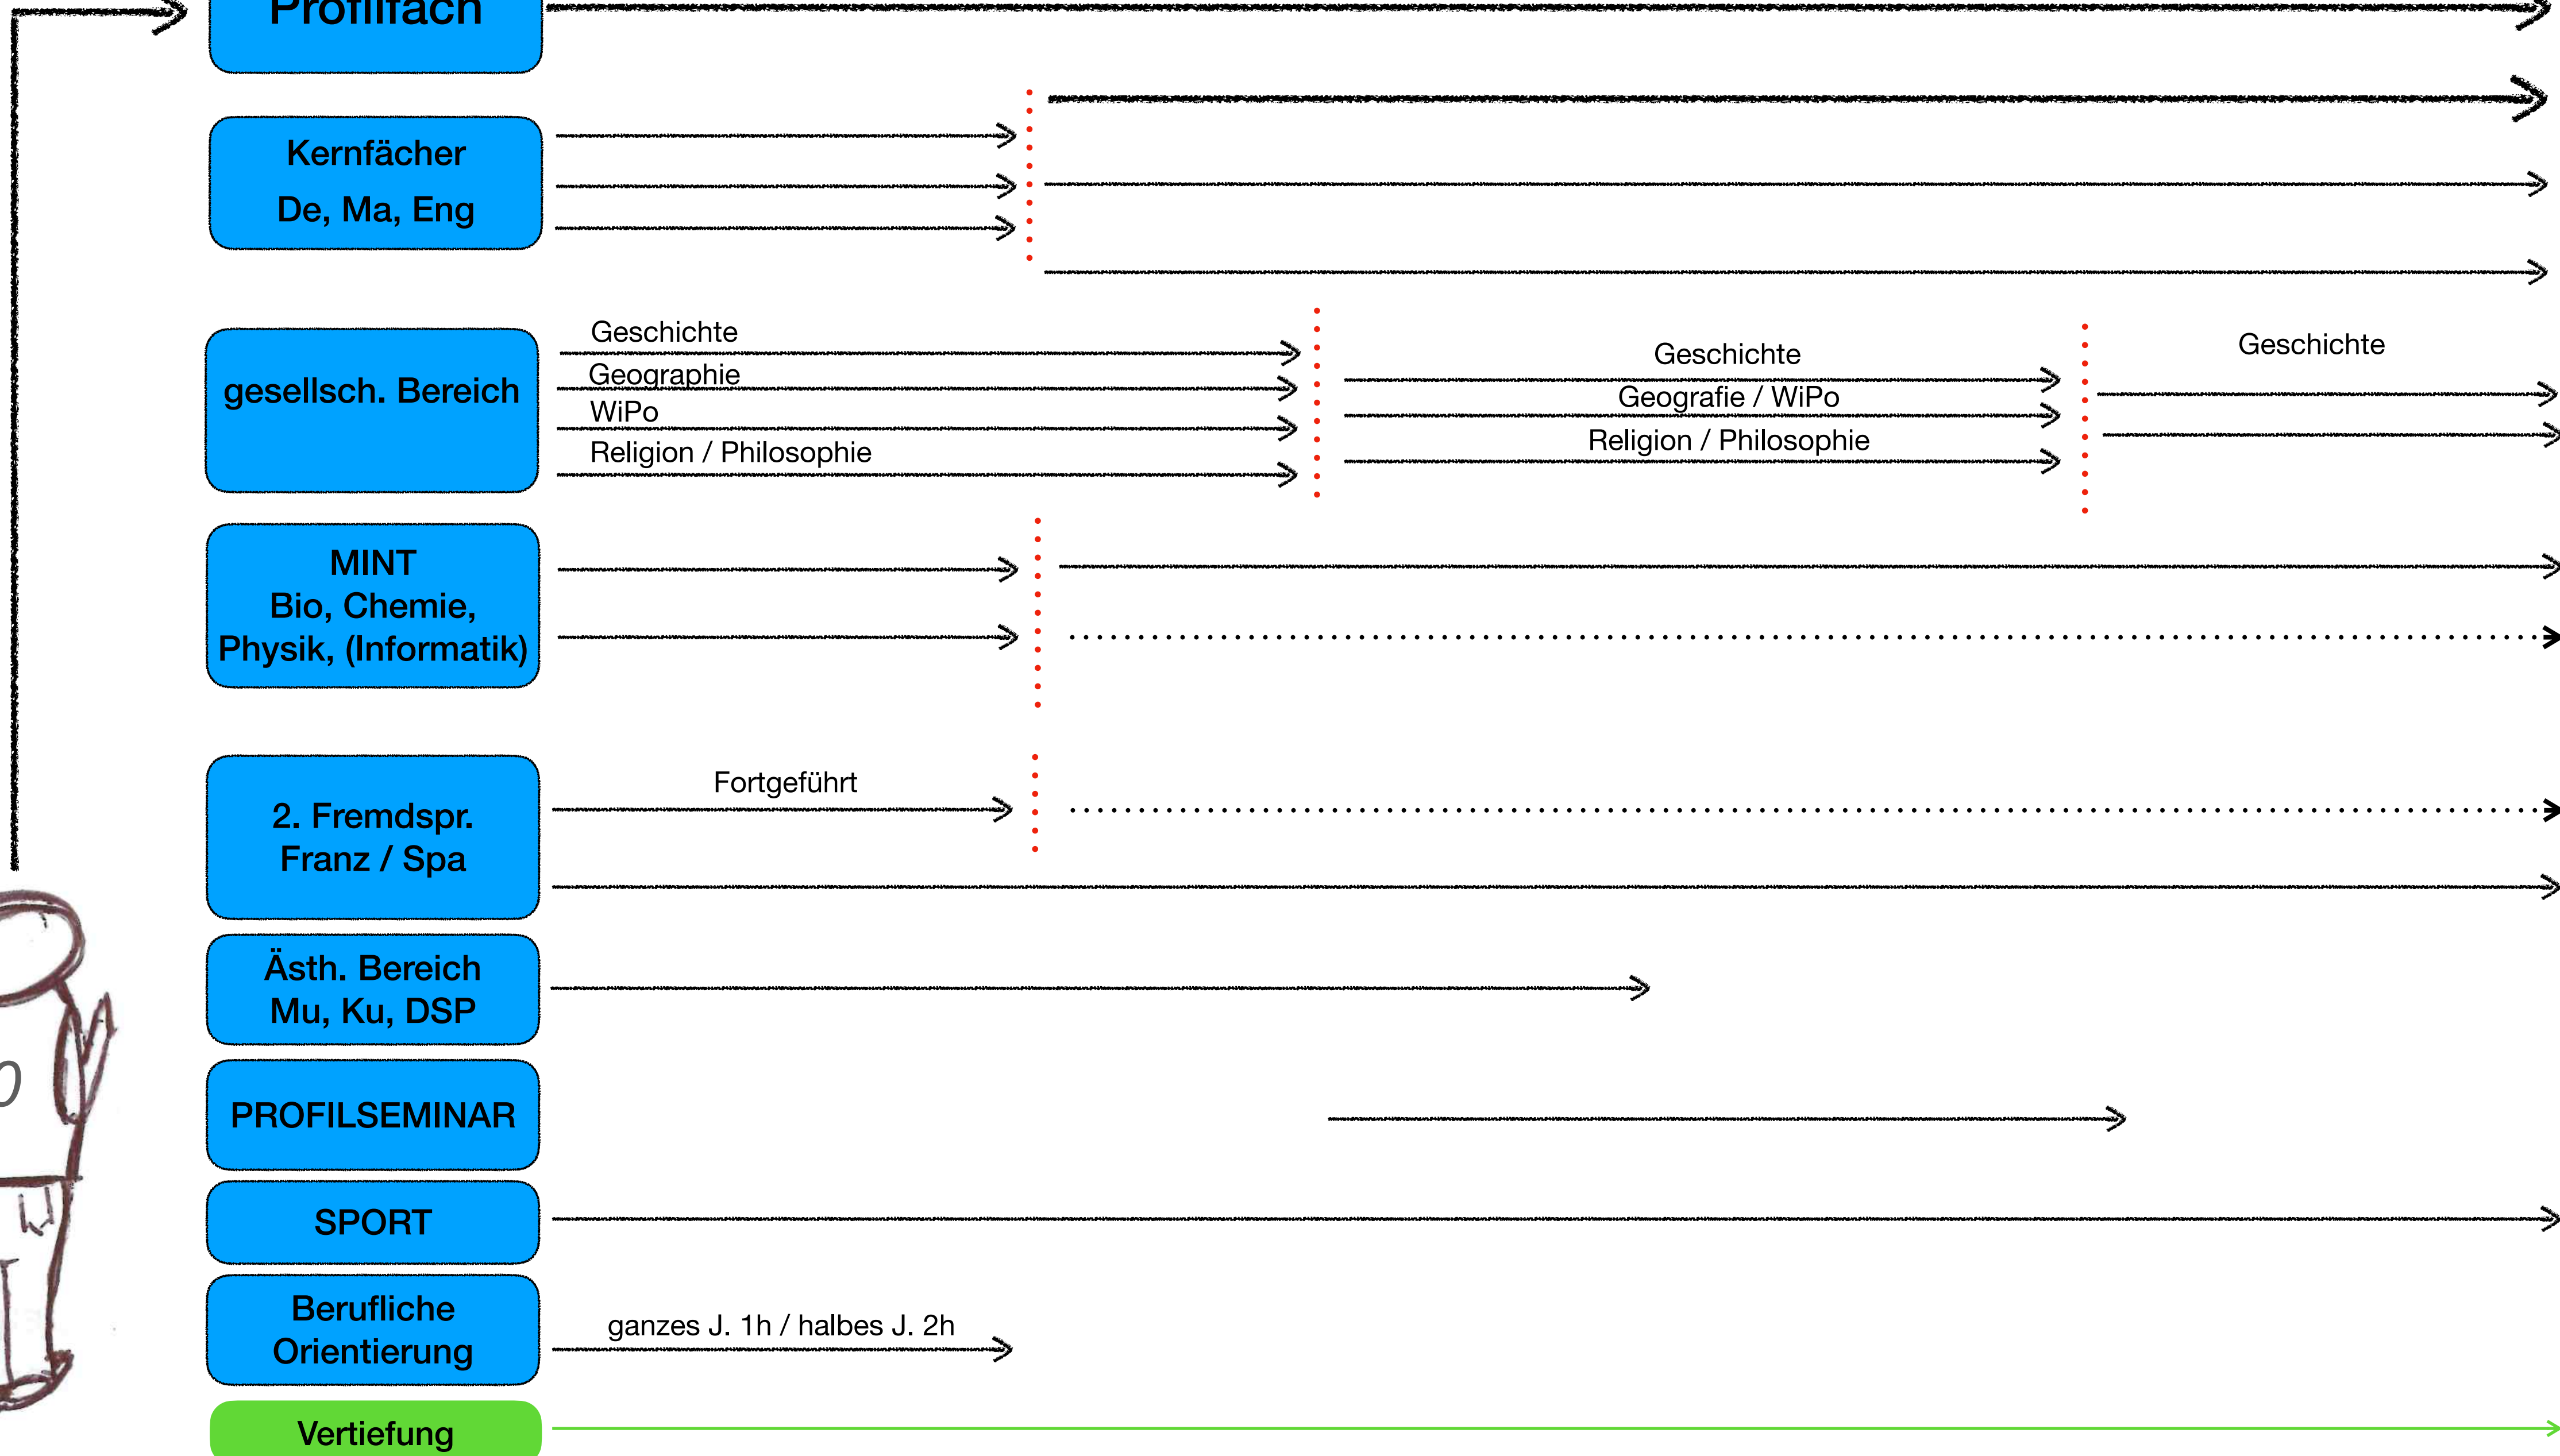 Profilfach
Kernfächer
De, Ma, Eng
gesellsch. Bereich
Geschichte
Geographie
WiPo
Religion / Philosophie
Geschichte
Geografie / WiPo
Religion / Philosophie
Geschichte
MINT
Bio, Chemie,
Physik, (Informatik)
2. Fremdspr.
Franz / Spa
Fortgeführt
Ästh. Bereich
Mu, Ku, DSP
PROFILSEMINAR
SPORT
Berufliche
Orientierung
ganzes J. 1h / halbes J. 2h
Vertiefung